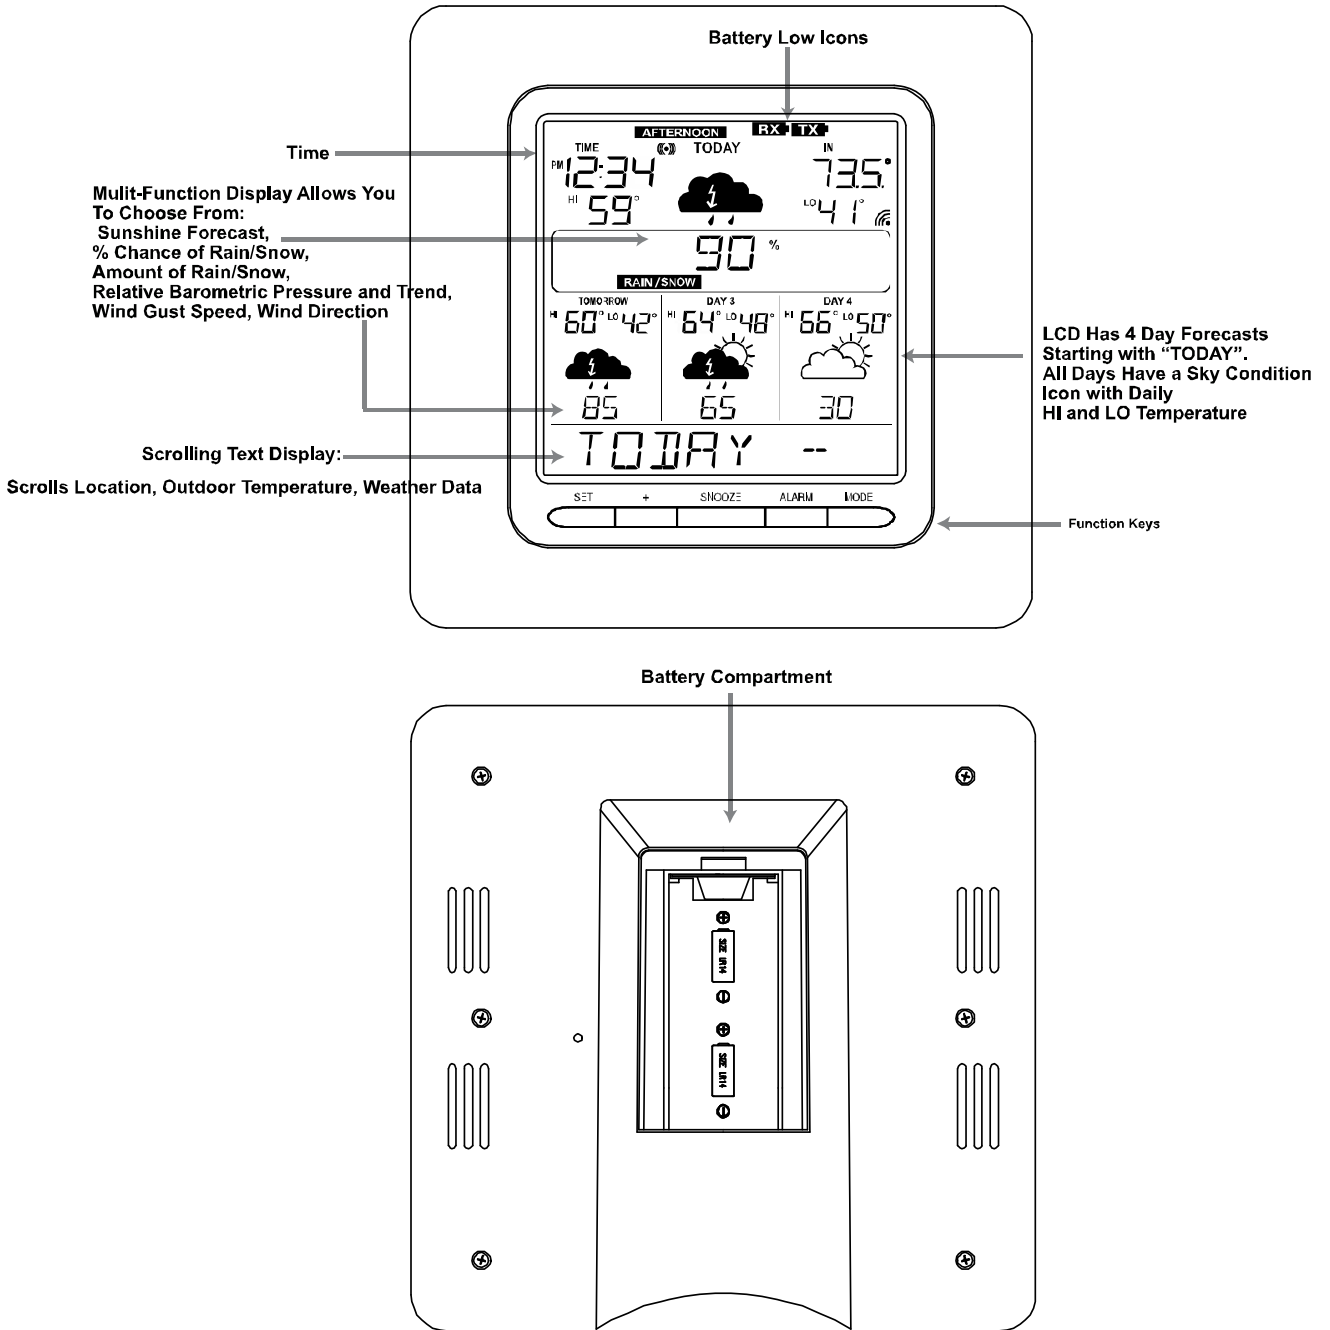 Battery Low Icons
AFTERNOON RX TX
TIME TODAY IN
Time
PM 12:34 73.5°
HI 59° LO 41°
Mulit-Function Display Allows You
To Choose From:
Sunshine Forecast,
% Chance of Rain/Snow,
Amount of Rain/Snow,
Relative Barometric Pressure and Trend,
Wind Gust Speed, Wind Direction
90 %
RAIN/SNOW
TOMORROW DAY 3 DAY 4
HI 60° LO 42° HI 64° LO 48° HI 66° LO 50°
85 65 30
LCD Has 4 Day Forecasts
Starting with “TODAY”.
All Days Have a Sky Condition
Icon with Daily
HI and LO Temperature
TODAY --
Scrolling Text Display:
Scrolls Location, Outdoor Temperature, Weather Data
SET + SNOOZE ALARM MODE
Function Keys
Battery Compartment
SIZE LR14
SIZE LR14